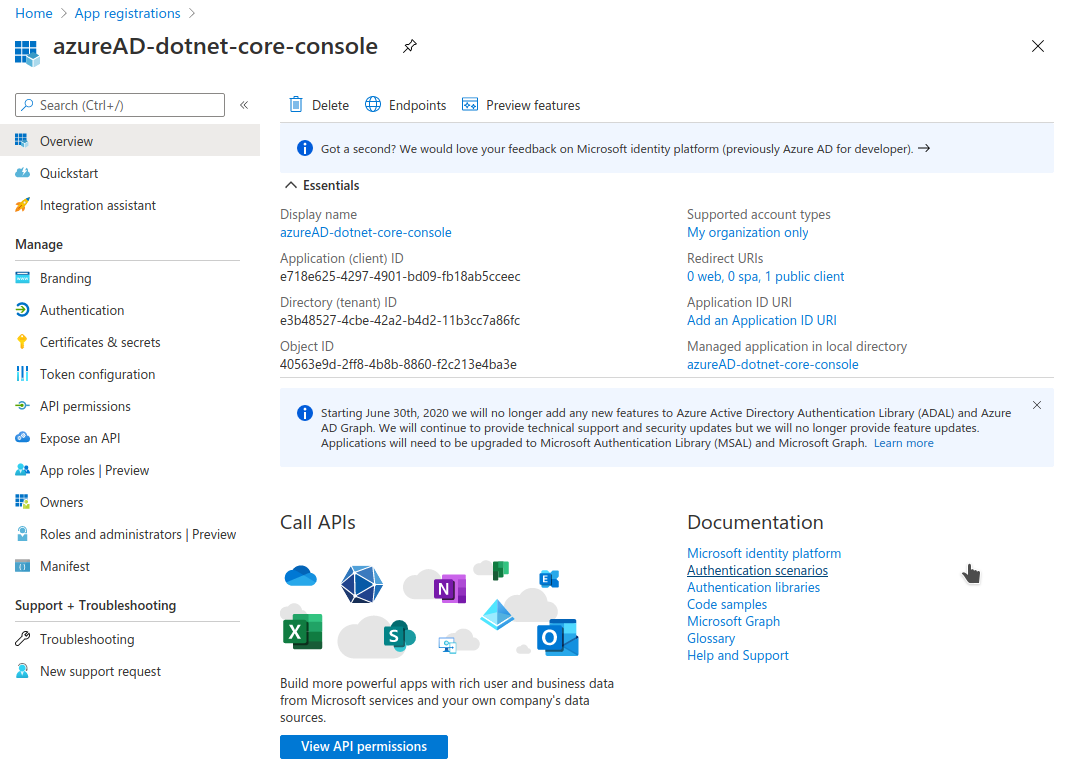 Home > App registrations >
azureAD-dotnet-core-console
Search (Ctrl+/)
«
Overview
Quickstart
Integration assistant
Manage
Branding
Authentication
Certificates & secrets
Token configuration
API permissions
Expose an API
App roles | Preview
Owners
Roles and administrators | Preview
Manifest
Support + Troubleshooting
Troubleshooting
New support request
Delete Endpoints Preview features
Got a second? We would love your feedback on Microsoft identity platform (previously Azure AD for developer). →
Essentials
Display name
azureAD-dotnet-core-console
Application (client) ID
e718e625-4297-4901-bd09-fb18ab5cceec
Directory (tenant) ID
e3b48527-4cbe-42a2-b4d2-11b3cc7a86fc
Object ID
40563e9d-2ff8-4b8b-8860-f2c213e4ba3e
Supported account types
My organization only
Redirect URIs
0 web, 0 spa, 1 public client
Application ID URI
Add an Application ID URI
Managed application in local directory
azureAD-dotnet-core-console
Starting June 30th, 2020 we will no longer add any new features to Azure Active Directory Authentication Library (ADAL) and Azure
AD Graph. We will continue to provide technical support and security updates but we will no longer provide feature updates.
Applications will need to be upgraded to Microsoft Authentication Library (MSAL) and Microsoft Graph. Learn more
Call APIs
N
E
X
S
O
Build more powerful apps with rich user and business data
from Microsoft services and your own company's data
sources.
View API permissions
Documentation
Microsoft identity platform
Authentication scenarios
Authentication libraries
Code samples
Microsoft Graph
Glossary
Help and Support